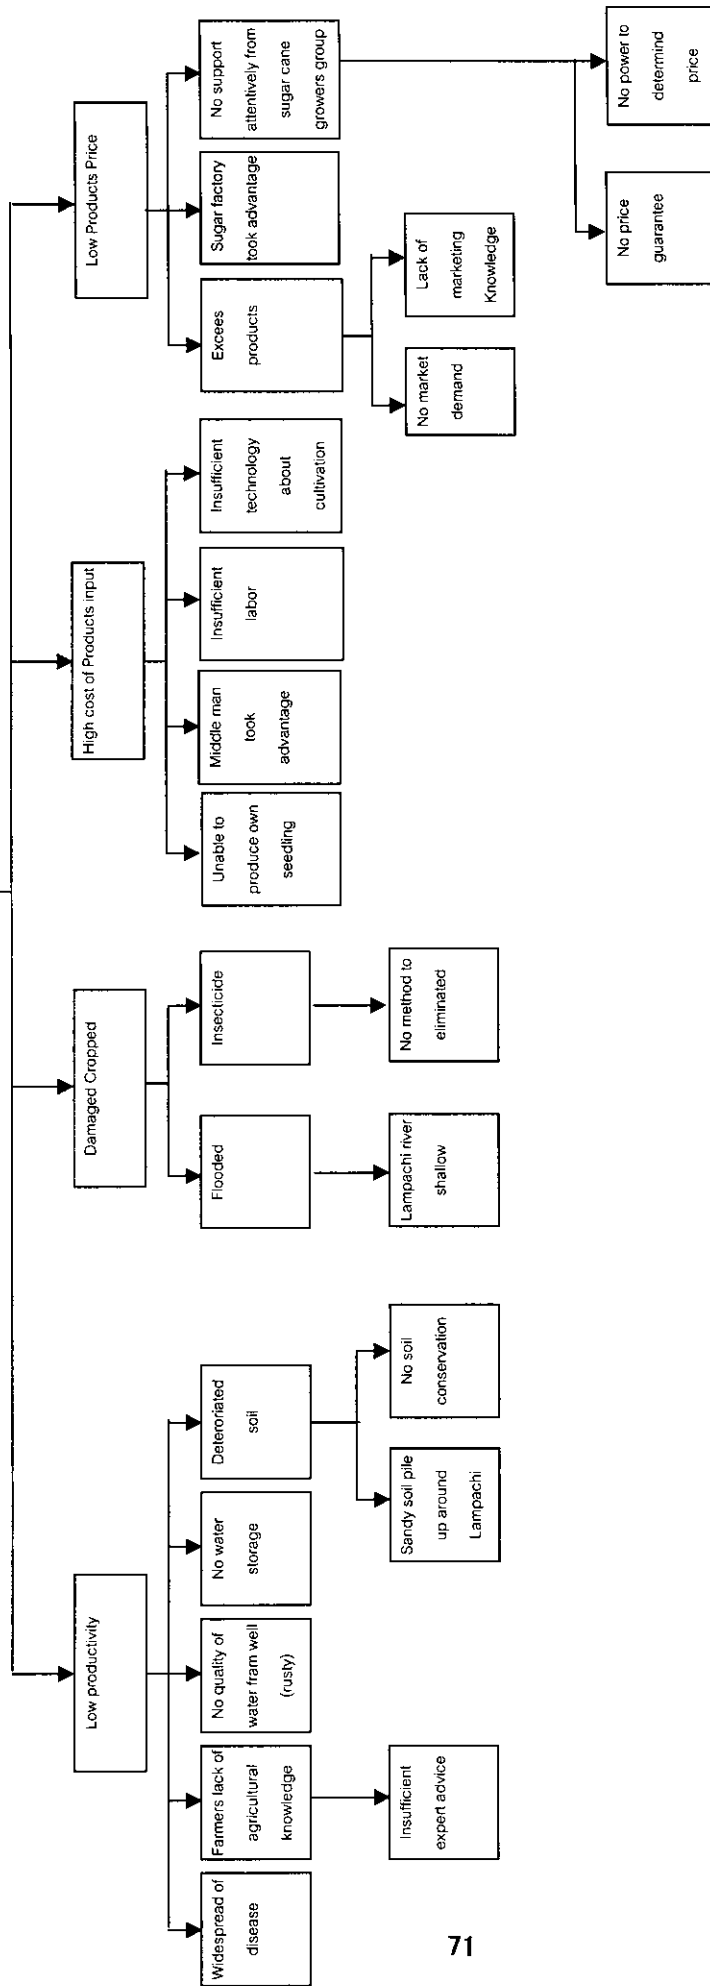 Low productivity
Damaged Cropped
High cost of Products input
Low Products Price
Widespread of
disease
Farmers lack of
agricultural
knowledge
No quality of
water fram well
(rusty)
No water
storage
Deteroriated
soil
Flooded
Insecticide
Unable to
produce own
seedling
Middle man
took
advantage
Insufficient
labor
Insufficient
technology
about
cultivation
Excees
products
Sugar factory
took advantage
No support
attentively from
sugar cane
growers group
Insufficient
expert advice
Sandy soil pile
up around
Lampachi
No soil
conservation
Lampachi river
shallow
No method to
eliminated
No market
demand
Lack of
marketing
Knowledge
No price
guarantee
No power to
determind
price
71